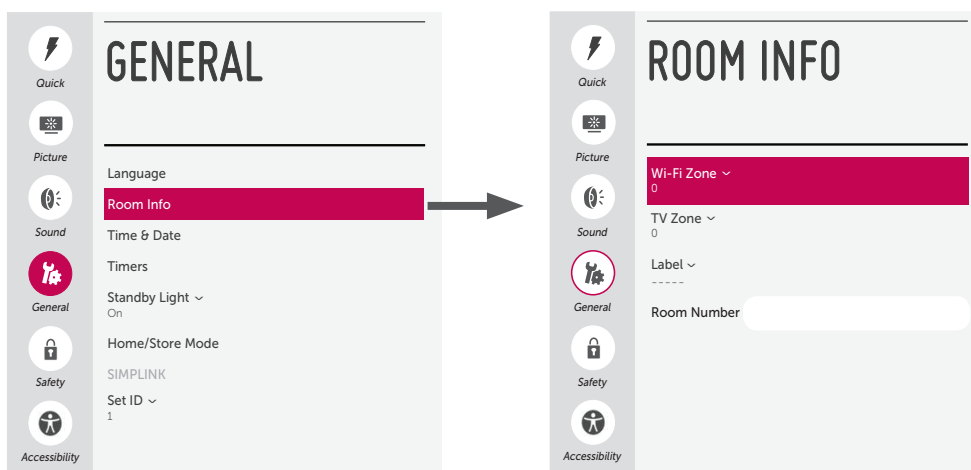 GENERAL
Quick
Picture
Sound
General
Safety
Accessibility
Language
Room Info
Time & Date
Timers
Standby Light
On
Home/Store Mode
SIMPLINK
Set ID
1
ROOM INFO
Quick
Picture
Sound
General
Safety
Accessibility
Wi-Fi Zone
0
TV Zone
0
Label
-----
Room Number